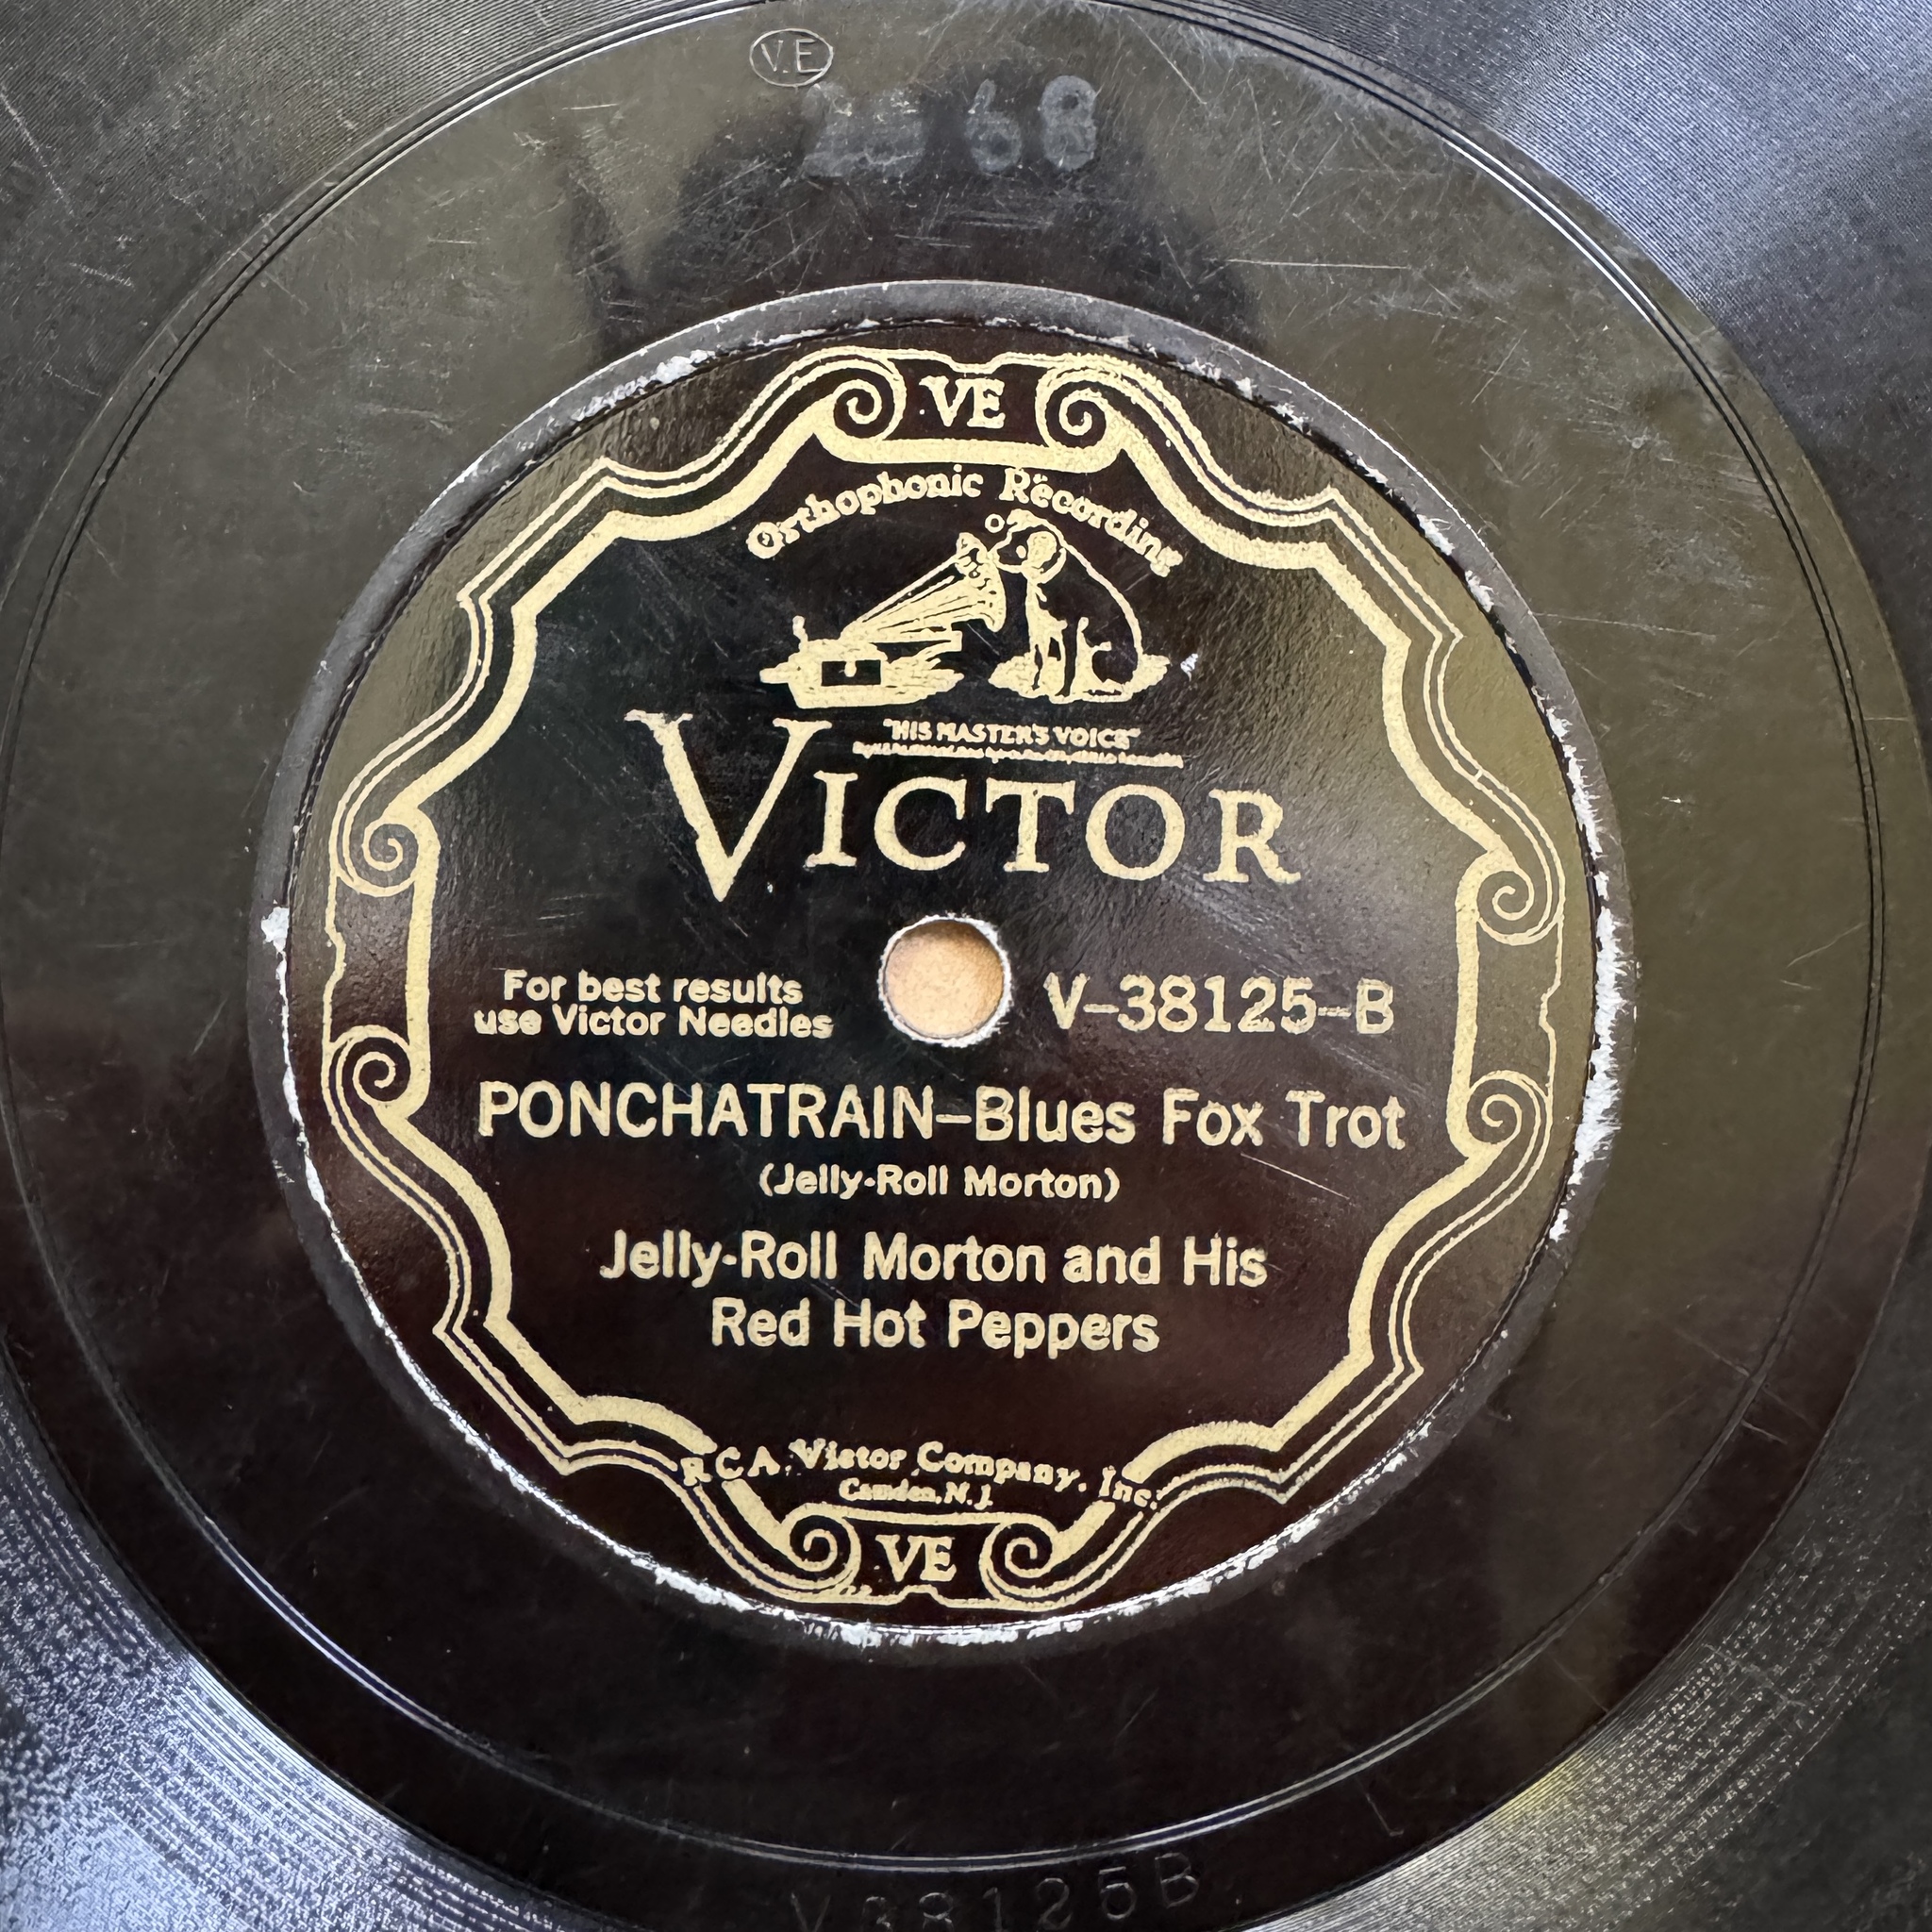 V.E
68
VE
Orthophonic Recording
"HIS MASTER'S VOICE"
VICTOR
For best results
use Victor Needles
V-38125-B
PONCHATRAIN-Blues Fox Trot
(Jelly-Roll Morton)
Jelly-Roll Morton and His
Red Hot Peppers
RCA Victor Company, Inc.
Camden, N. J.
VE
V38125B